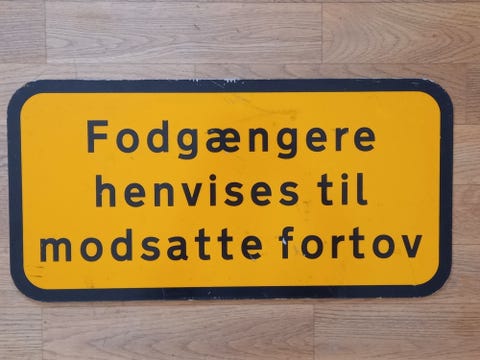 Fodgængere
henvises til
modsatte fortov